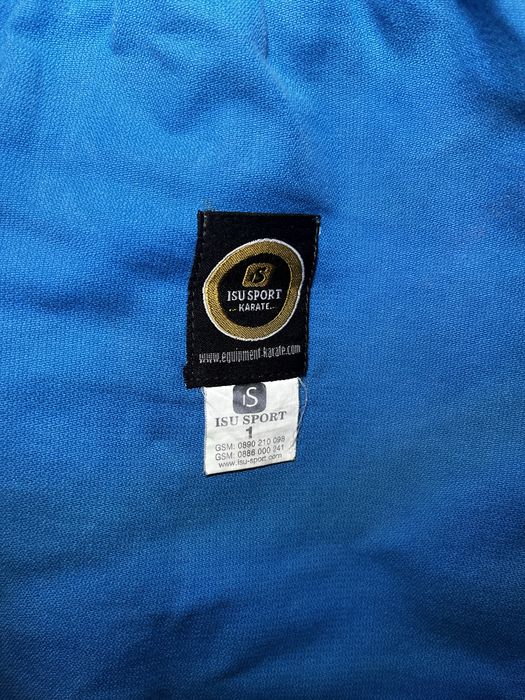 iS
ISU SPORT
KARATE
www.equipment-karate.com
iS
ISU SPORT
1
GSM: 0890 210 098
GSM: 0886 000 241
www.isu-sport.com